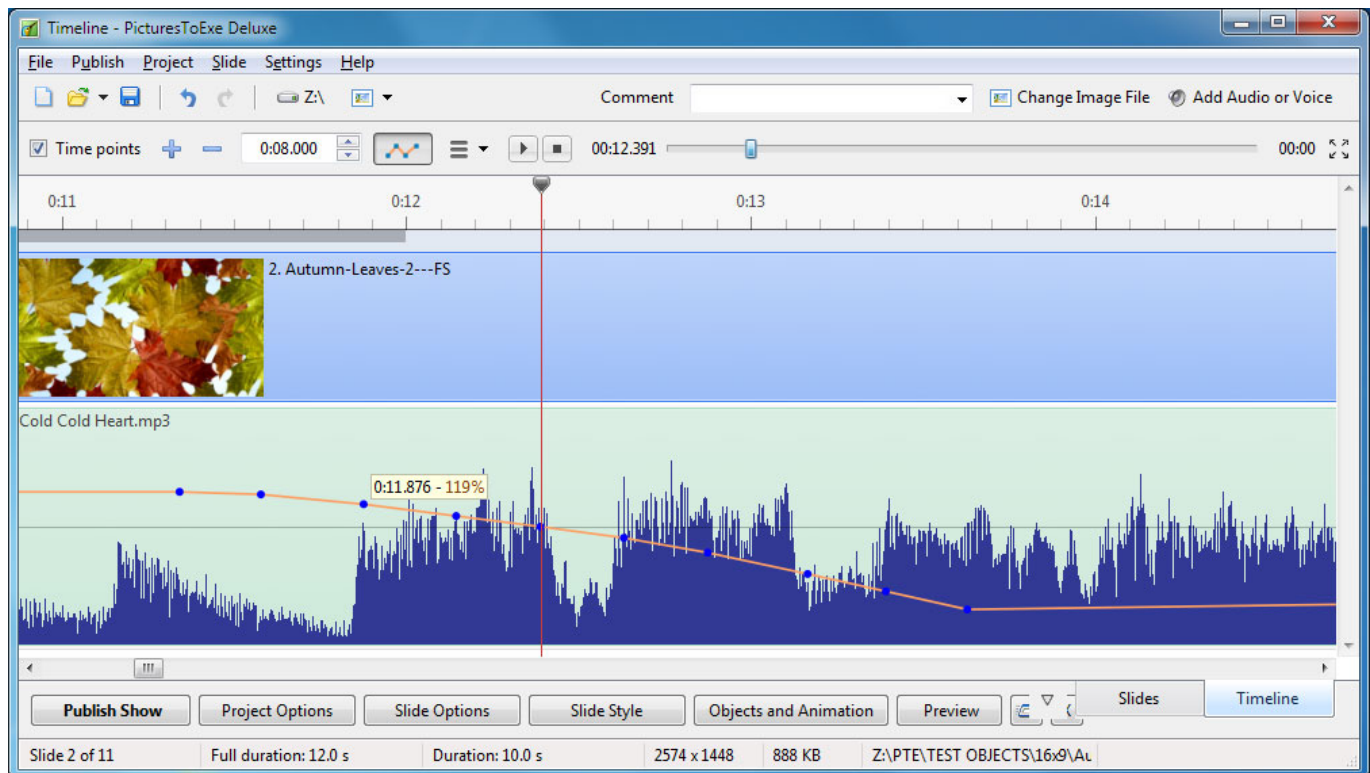 Timeline - PicturesToExe Deluxe
File Publish Project Slide Settings Help
Z:\ Comment Change Image File Add Audio or Voice
Time points 0:08.000 00:12.391 00:00
0:11 0:12 0:13 0:14
2. Autumn-Leaves-2---FS
Cold Cold Heart.mp3
0:11.876 - 119%
Publish Show Project Options Slide Options Slide Style Objects and Animation Preview Slides Timeline
Slide 2 of 11 Full duration: 12.0 s Duration: 10.0 s 2574 x 1448 888 KB Z:\PTE\TEST OBJECTS\16x9\Au